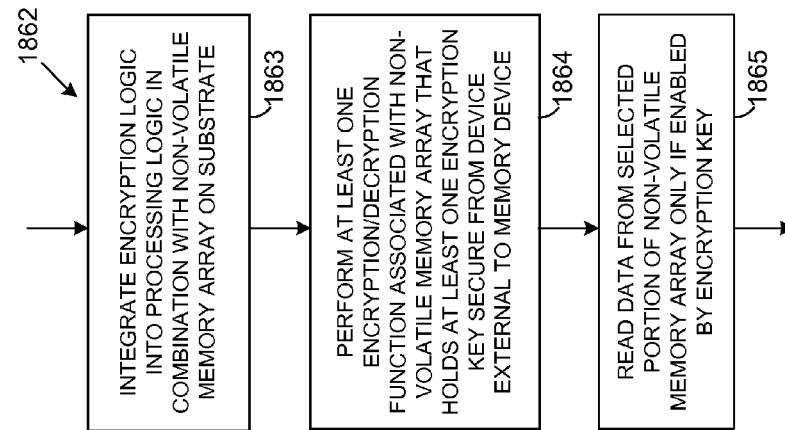 1862
INTEGRATE ENCRYPTION LOGIC
INTO PROCESSING LOGIC IN
COMBINATION WITH NON-VOLATILE
MEMORY ARRAY ON SUBSTRATE
1863
PERFORM AT LEAST ONE
ENCRYPTION/DECRYPTION
FUNCTION ASSOCIATED WITH NON-
VOLATILE MEMORY ARRAY THAT
HOLDS AT LEAST ONE ENCRYPTION
KEY SECURE FROM DEVICE
EXTERNAL TO MEMORY DEVICE
1864
READ DATA FROM SELECTED
PORTION OF NON-VOLATILE
MEMORY ARRAY ONLY IF ENABLED
BY ENCRYPTION KEY
1865